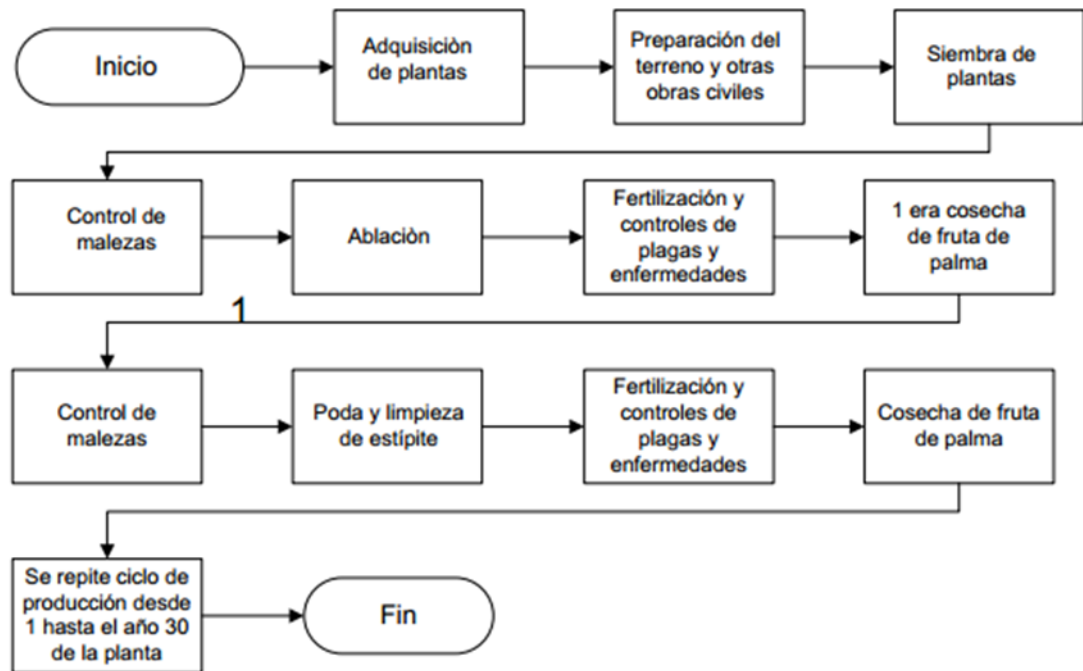 Inicio
Adquisiciòn
de plantas
Preparación del
terreno y otras
obras civiles
Siembra de
plantas
Control de
malezas
Ablaciòn
Fertilización y
controles de
plagas y
enfermedades
1 era cosecha
de fruta de
palma
1
Control de
malezas
Poda y limpieza
de estípite
Fertilización y
controles de
plagas y
enfermedades
Cosecha de fruta
de palma
Se repite ciclo de
producción desde
1 hasta el año 30
de la planta
Fin